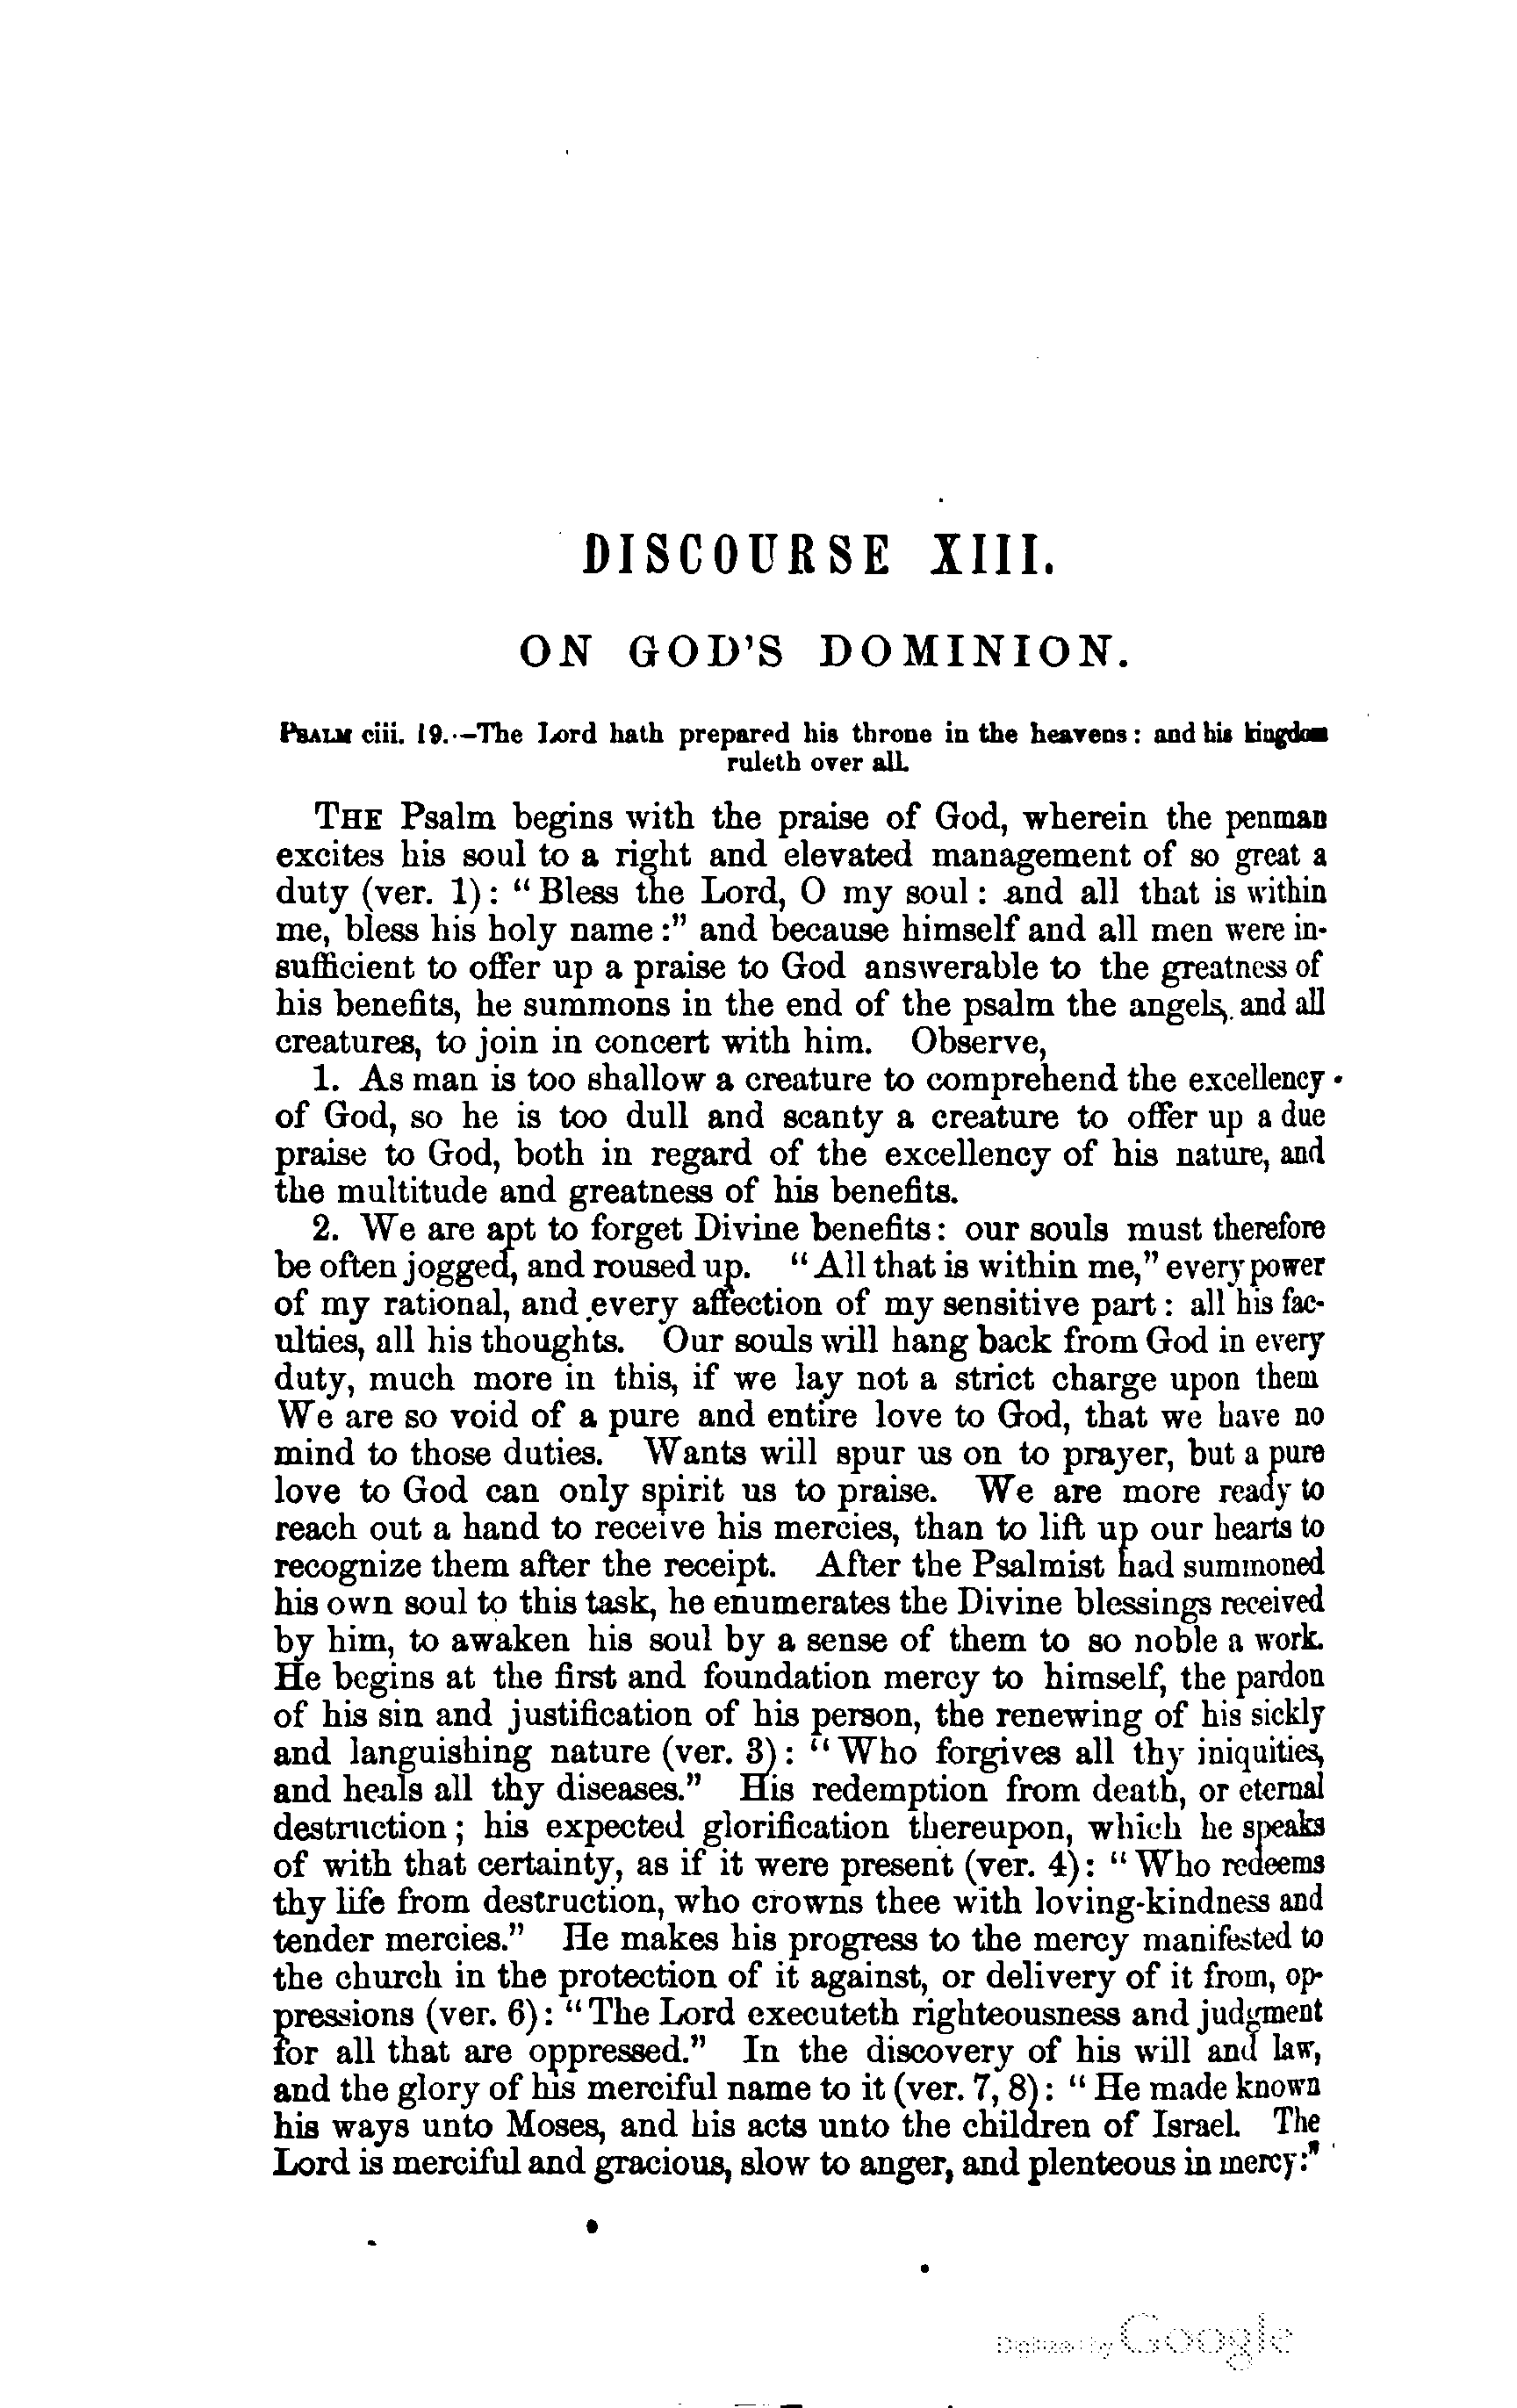 DISCOURSE XIII.
ON GOD'S DOMINION.
PSALM ciii. 19.—The Lord hath prepared his throne in the heavens: and his kingdom
ruleth over all.
THE Psalm begins with the praise of God, wherein the penman
excites his soul to a right and elevated management of so great a
duty (ver. 1): "Bless the Lord, O my soul: and all that is within
me, bless his holy name:" and because himself and all men were in-
sufficient to offer up a praise to God answerable to the greatness of
his benefits, he summons in the end of the psalm the angels, and all
creatures, to join in concert with him. Observe,
1. As man is too shallow a creature to comprehend the excellency
of God, so he is too dull and scanty a creature to offer up a due
praise to God, both in regard of the excellency of his nature, and
the multitude and greatness of his benefits.
2. We are apt to forget Divine benefits: our souls must therefore
be often jogged, and roused up. "All that is within me," every power
of my rational, and every affection of my sensitive part: all his fac-
ulties, all his thoughts. Our souls will hang back from God in every
duty, much more in this, if we lay not a strict charge upon them
We are so void of a pure and entire love to God, that we have no
mind to those duties. Wants will spur us on to prayer, but a pure
love to God can only spirit us to praise. We are more ready to
reach out a hand to receive his mercies, than to lift up our hearts to
recognize them after the receipt. After the Psalmist had summoned
his own soul to this task, he enumerates the Divine blessings received
by him, to awaken his soul by a sense of them to so noble a work.
He begins at the first and foundation mercy to himself, the pardon
of his sin and justification of his person, the renewing of his sickly
and languishing nature (ver. 3): "Who forgives all thy iniquities,
and heals all thy diseases." His redemption from death, or eternal
destruction; his expected glorification thereupon, which he speaks
of with that certainty, as if it were present (ver. 4): "Who redeems
thy life from destruction, who crowns thee with loving-kindness and
tender mercies." He makes his progress to the mercy manifested to
the church in the protection of it against, or delivery of it from, op-
pressions (ver. 6): "The Lord executeth righteousness and judgment
for all that are oppressed." In the discovery of his will and law,
and the glory of his merciful name to it (ver. 7, 8): "He made known
his ways unto Moses, and his acts unto the children of Israel. The
Lord is merciful and gracious, slow to anger, and plenteous in mercy:"
Digitized by Google